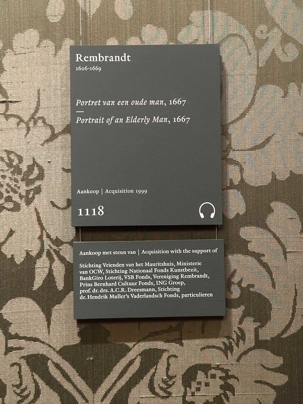 Rembrandt
1606-1669
Portret van een oude man, 1667
Portrait of an Elderly Man, 1667
Aankoop | Acquisition 1999
1118
Aankoop met steun van | Acquisition with the support of
Stichting Vrienden van het Mauritshuis, Ministerie
van OCW, Stichting Nationaal Fonds Kunstbezit,
BankGiro Loterij, VSB Fonds, Vereniging Rembrandt,
Prins Bernhard Cultuur Fonds, ING Groep,
prof. dr. drs. A.C.R. Dreesmann, Stichting
dr. Hendrik Muller's Vaderlandsch Fonds, particulieren